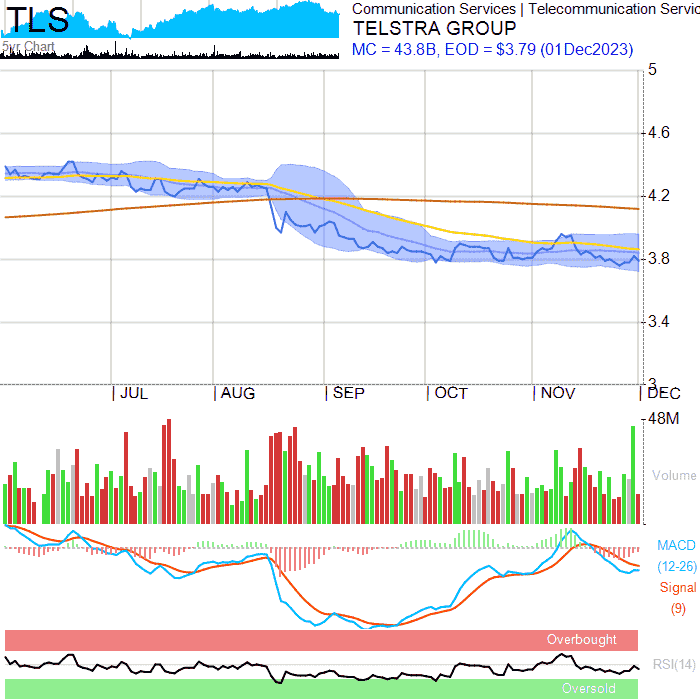 TLS
5yr Chart
Communication Services | Telecommunication Servic
TELSTRA GROUP
MC = 43.8B, EOD = $3.79 (01Dec2023)
5
4.6
4.2
3.8
3.4
3
JUL
AUG
SEP
OCT
NOV
DEC
48M
Volume
MACD
(12-26)
Signal
(9)
Overbought
RSI(14)
Oversold